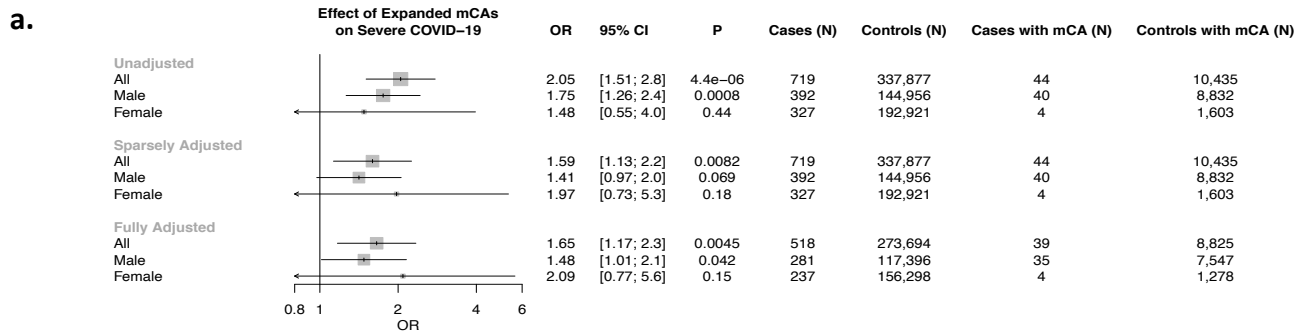 a.
Effect of Expanded mCAs
on Severe COVID−19 OR 95% CI P Cases (N) Controls (N) Cases with mCA (N) Controls with mCA (N)
Unadjusted
All 2.05 [1.51; 2.8] 4.4e−06 719 337,877 44 10,435
Male 1.75 [1.26; 2.4] 0.0008 392 144,956 40 8,832
Female 1.48 [0.55; 4.0] 0.44 327 192,921 4 1,603
Sparsely Adjusted
All 1.59 [1.13; 2.2] 0.0082 719 337,877 44 10,435
Male 1.41 [0.97; 2.0] 0.069 392 144,956 40 8,832
Female 1.97 [0.73; 5.3] 0.18 327 192,921 4 1,603
Fully Adjusted
All 1.65 [1.17; 2.3] 0.0045 518 273,694 39 8,825
Male 1.48 [1.01; 2.1] 0.042 281 117,396 35 7,547
Female 2.09 [0.77; 5.6] 0.15 237 156,298 4 1,278
0.8 1 2 4 6
OR